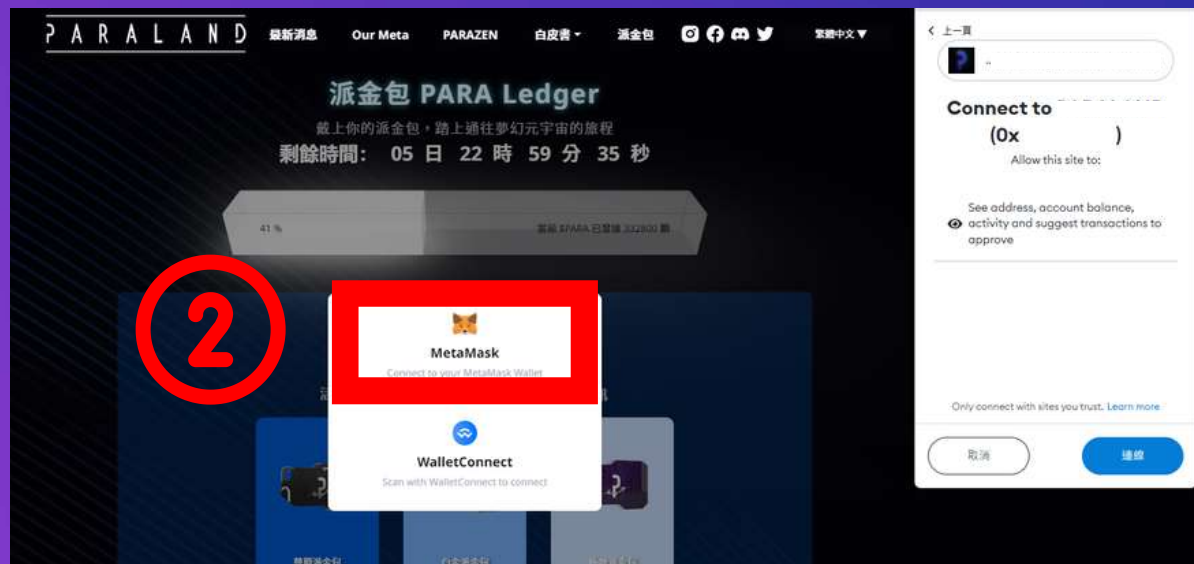 PARALAND 最新消息 Our Meta PARAZEN 白皮書 派金包 繁體中文▼
派金包 PARA Ledger
戴上你的派金包，踏上通往夢幻元宇宙的旅程
剩餘時間： 05 日 22 時 59 分 35 秒
41 %
2
MetaMask
Connect to your MetaMask Wallet
WalletConnect
Scan with WalletConnect to connect
上一頁
..
Connect to
(0x )
Allow this site to:
See address, account balance,
activity and suggest transactions to
approve
Only connect with sites you trust. Learn more
取消 連線